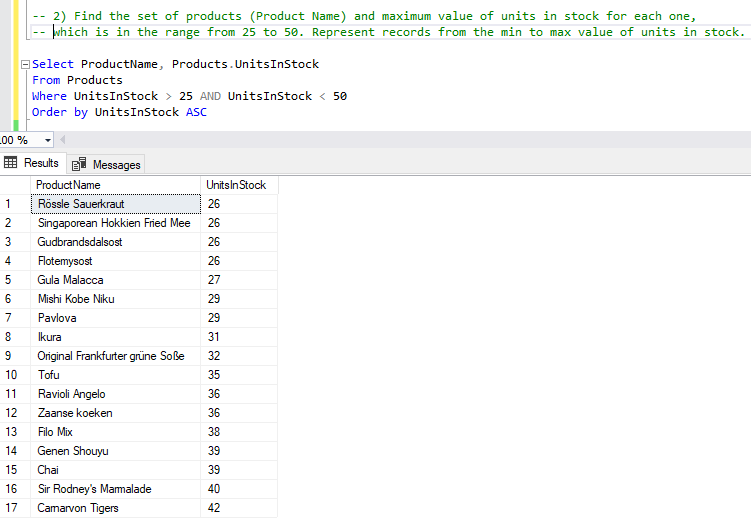 -- 2) Find the set of products (Product Name) and maximum value of units in stock for each one,
-- which is in the range from 25 to 50. Represent records from the min to max value of units in stock.
Select ProductName, Products.UnitsInStock
From Products
Where UnitsInStock > 25 AND UnitsInStock < 50
Order by UnitsInStock ASC
.00 %
Results Messages
ProductName UnitsInStock
1 Rössle Sauerkraut 26
2 Singaporean Hokkien Fried Mee 26
3 Gudbrandsdalsost 26
4 Flotemysost 26
5 Gula Malacca 27
6 Mishi Kobe Niku 29
7 Pavlova 29
8 Ikura 31
9 Original Frankfurter grüne Soße 32
10 Tofu 35
11 Ravioli Angelo 36
12 Zaanse koeken 36
13 Filo Mix 38
14 Genen Shouyu 39
15 Chai 39
16 Sir Rodney's Marmalade 40
17 Carnarvon Tigers 42